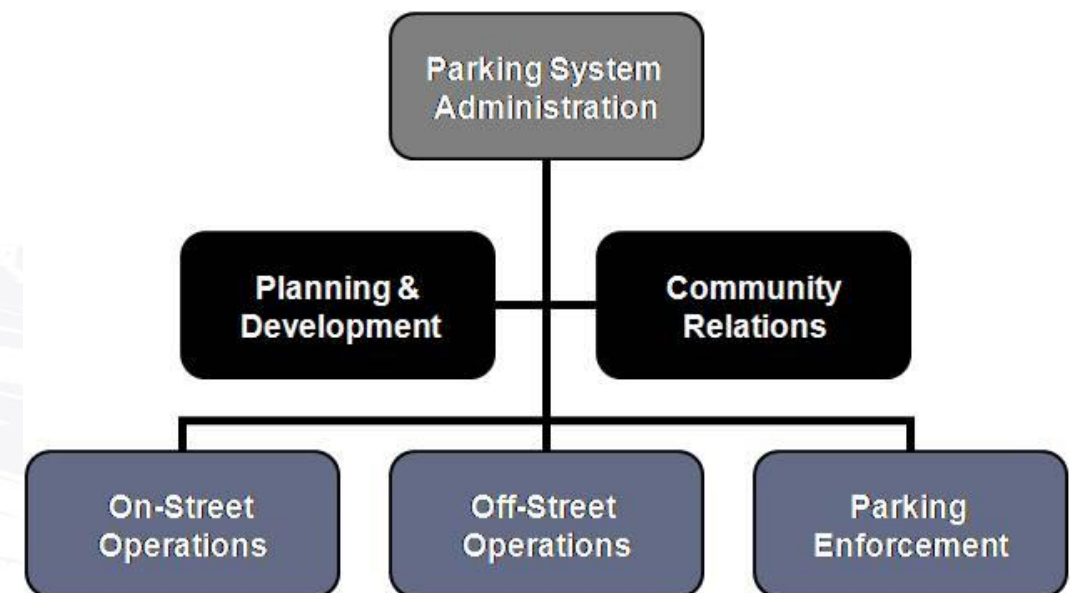 Parking System
Administration
Planning &
Development
Community
Relations
On-Street
Operations
Off-Street
Operations
Parking
Enforcement